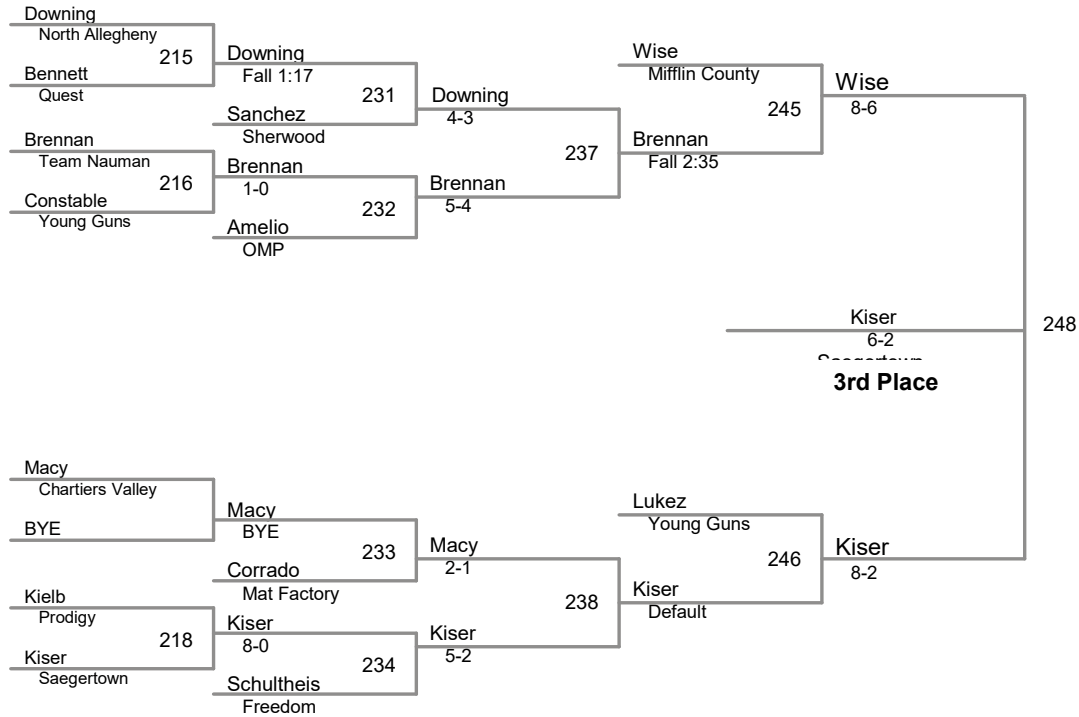 Downing
North Allegheny
215
Bennett
Quest
Downing
Fall 1:17
231
Sanchez
Sherwood
Brennan
Team Nauman
216
Constable
Young Guns
Brennan
1-0
232
Amelio
OMP
Downing
4-3
237
Brennan
5-4
Wise
Mifflin County
245
Brennan
Fall 2:35
Wise
8-6
Kiser
6-2
248
Saegertown
3rd Place
Macy
Chartiers Valley
BYE
Macy
BYE
233
Corrado
Mat Factory
Kielb
Prodigy
218
Kiser
Saegertown
Kiser
8-0
234
Schultheis
Freedom
Macy
2-1
238
Kiser
5-2
Lukez
Young Guns
246
Kiser
Default
Kiser
8-2